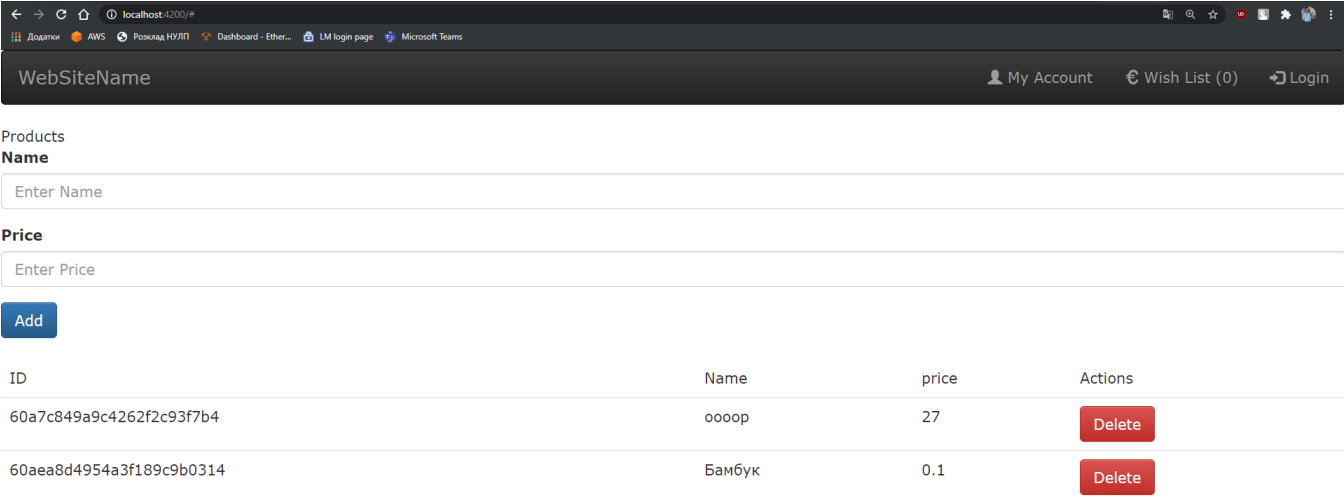 localhost:4200/#
Додатки AWS Розклад НУЛП Dashboard - Ether... LM login page Microsoft Teams
WebSiteName My Account Wish List (0) Login
Products
Name
Enter Name
Price
Enter Price
Add
ID Name price Actions
60a7c849a9c4262f2c93f7b4 oooop 27 Delete
60aea8d4954a3f189c9b0314 Бамбук 0.1 Delete